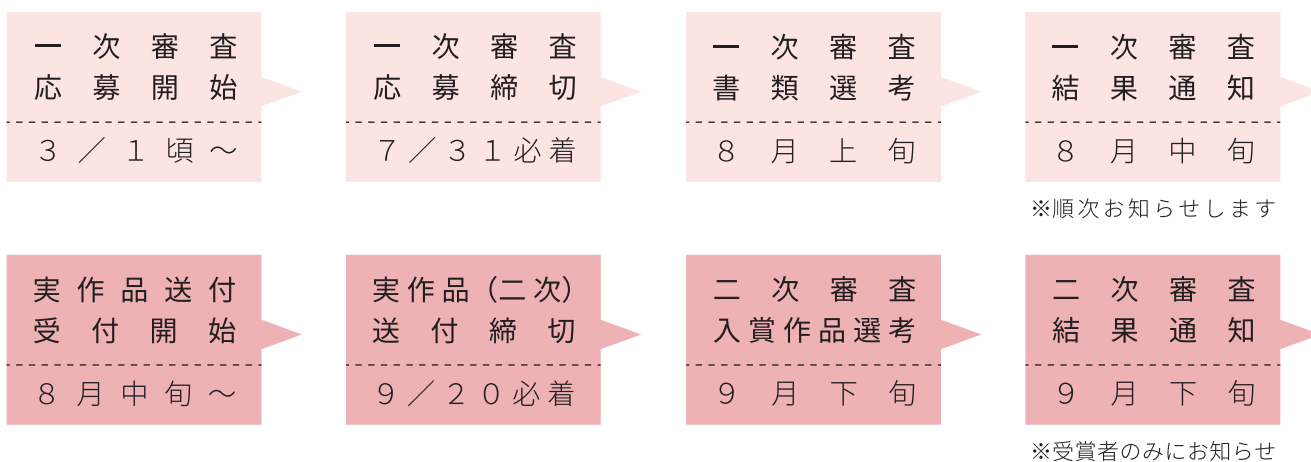 一次審査
応募開始
3／1頃～
一次審査
応募締切
7／31必着
一次審査
書類選考
8月上旬
一次審査
結果通知
8月中旬
※順次お知らせします
実作品送付
受付開始
8月中旬～
実作品（二次）
送付締切
9／20必着
二次審査
入賞作品選考
9月下旬
二次審査
結果通知
9月下旬
※受賞者のみにお知らせ